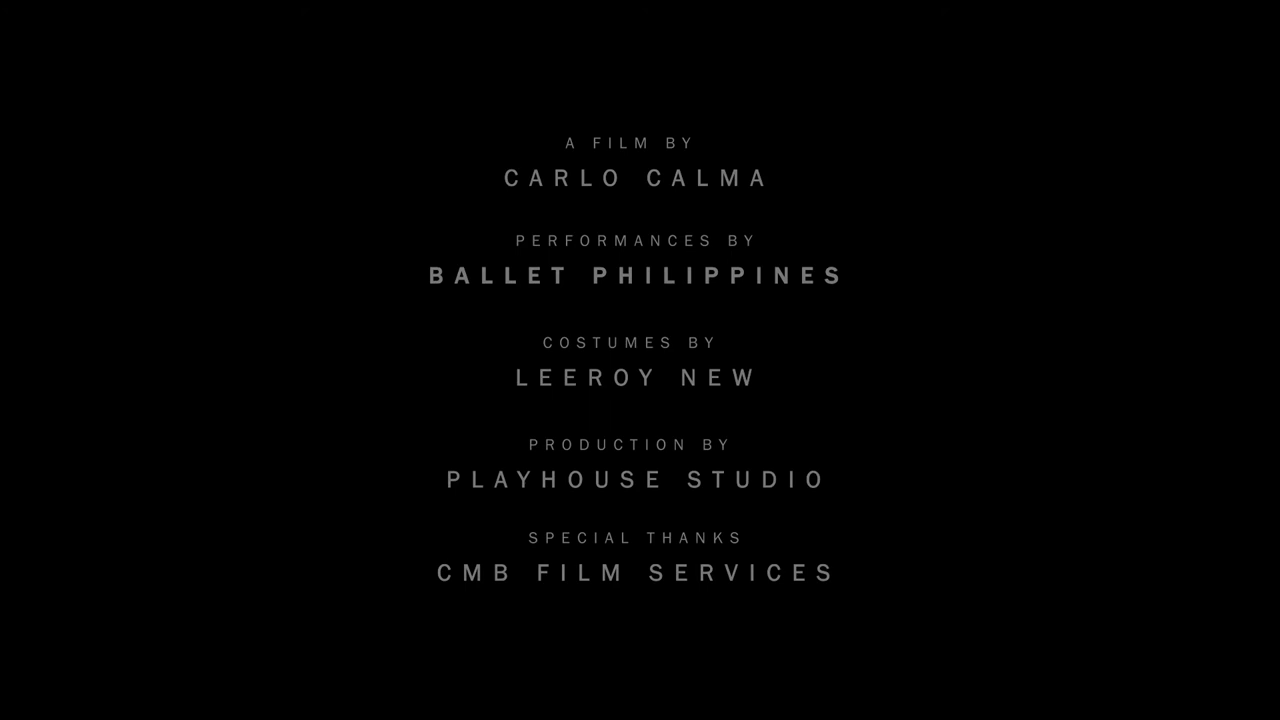 A FILM BY
CARLO CALMA
PERFORMANCES BY
BALLET PHILIPPINES
COSTUMES BY
LEEROY NEW
PRODUCTION BY
PLAYHOUSE STUDIO
SPECIAL THANKS
CMB FILM SERVICES